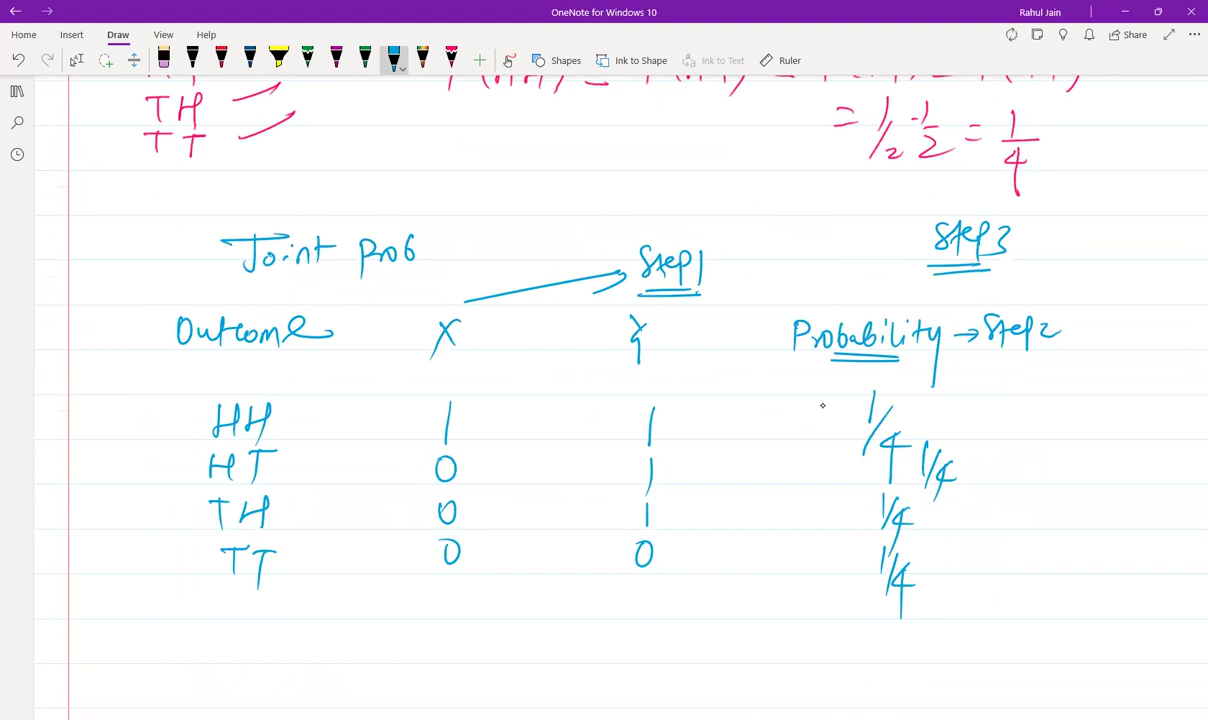 OneNote for Windows 10
Rahul Jain
Home Insert Draw View Help
Shapes Ink to Shape Ink to Text Ruler Share
TH
TT
= 1/2 · 1/2 = 1/4
Joint Prob Step1 Step3
Outcome X Y Probability → Step2
HH 1 1 1/4
HT 0 1 1/4
TH 0 1 1/4
TT 0 0 1/4